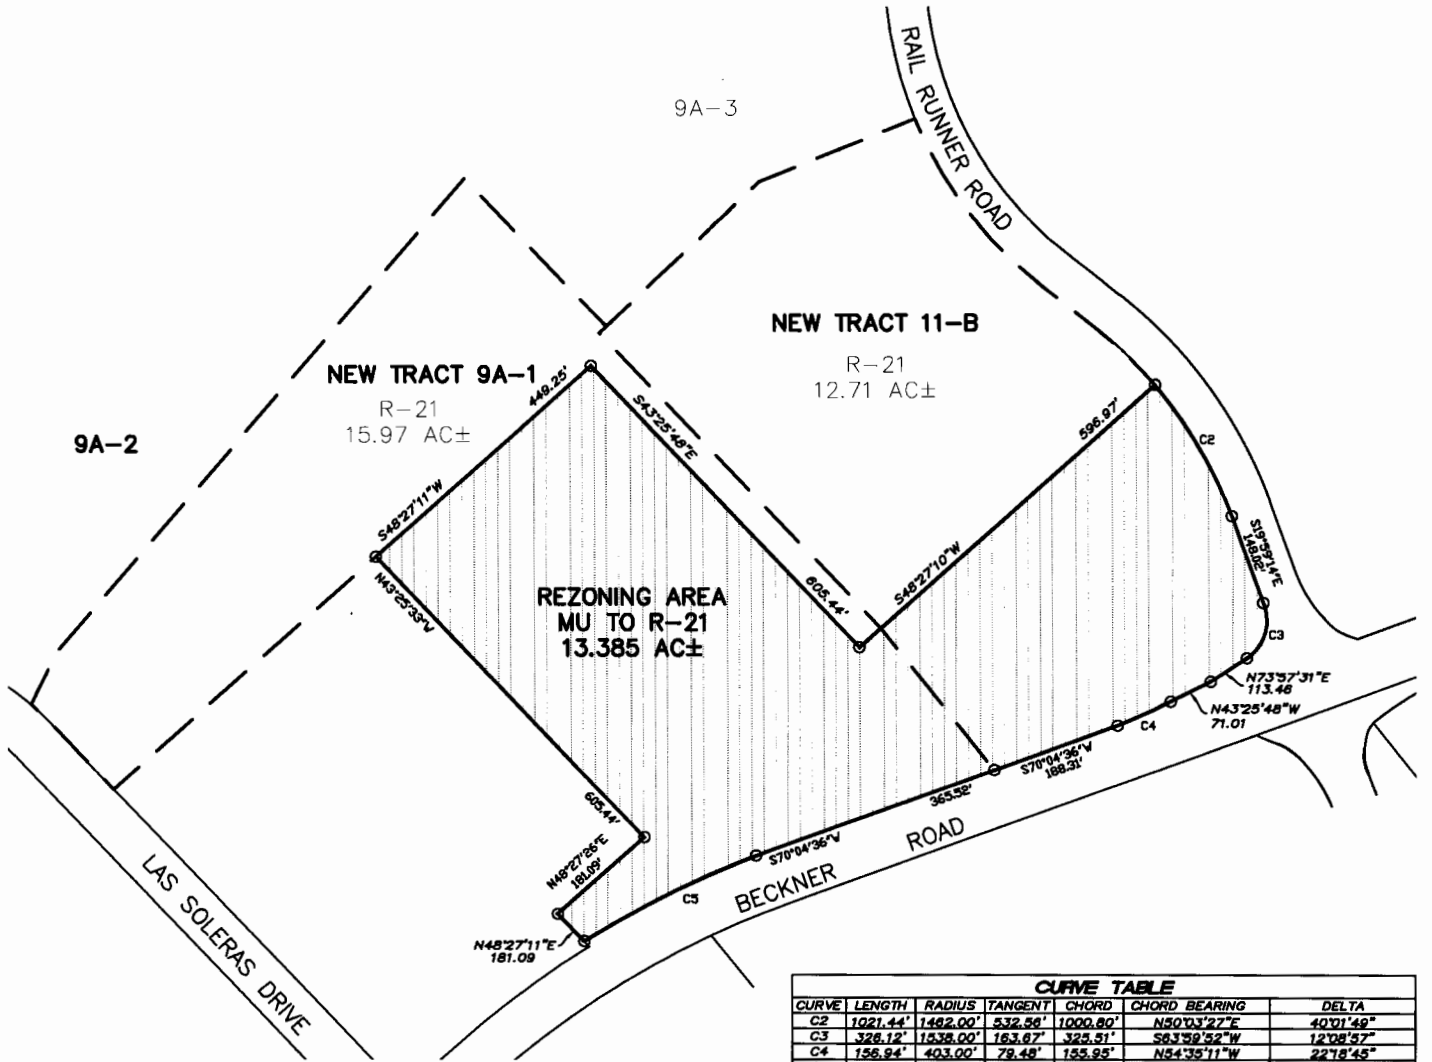 RAIL RUNNER ROAD
9A-3
NEW TRACT 11-B
R-21
12.71 AC±
NEW TRACT 9A-1
R-21
15.97 AC±
9A-2
449.25'
S48°27'11"W
S43°25'48"E
605.44'
596.97'
S48°27'10"W
C2
S19°59'14"E
148.02'
C3
N73°57'31"E
113.46
N43°25'48"W
71.01
C4
REZONING AREA
MU TO R-21
13.385 AC±
N43°25'33"W
605.44'
S70°04'36"W
188.31'
365.52'
S70°04'36"W
BECKNER ROAD
C5
N48°27'26"E
181.09'
N48°27'11"E
181.09
LAS SOLERAS DRIVE
CURVE TABLE
CURVE LENGTH RADIUS TANGENT CHORD CHORD BEARING DELTA
C2 1021.44' 1462.00' 532.56' 1000.80' N50°03'27"E 40°01'49"
C3 326.12' 1538.00' 163.67' 325.51' S63°59'52"W 12°08'57"
C4 156.94' 403.00' 79.48' 155.95' N54°35'11"W 22°18'45"